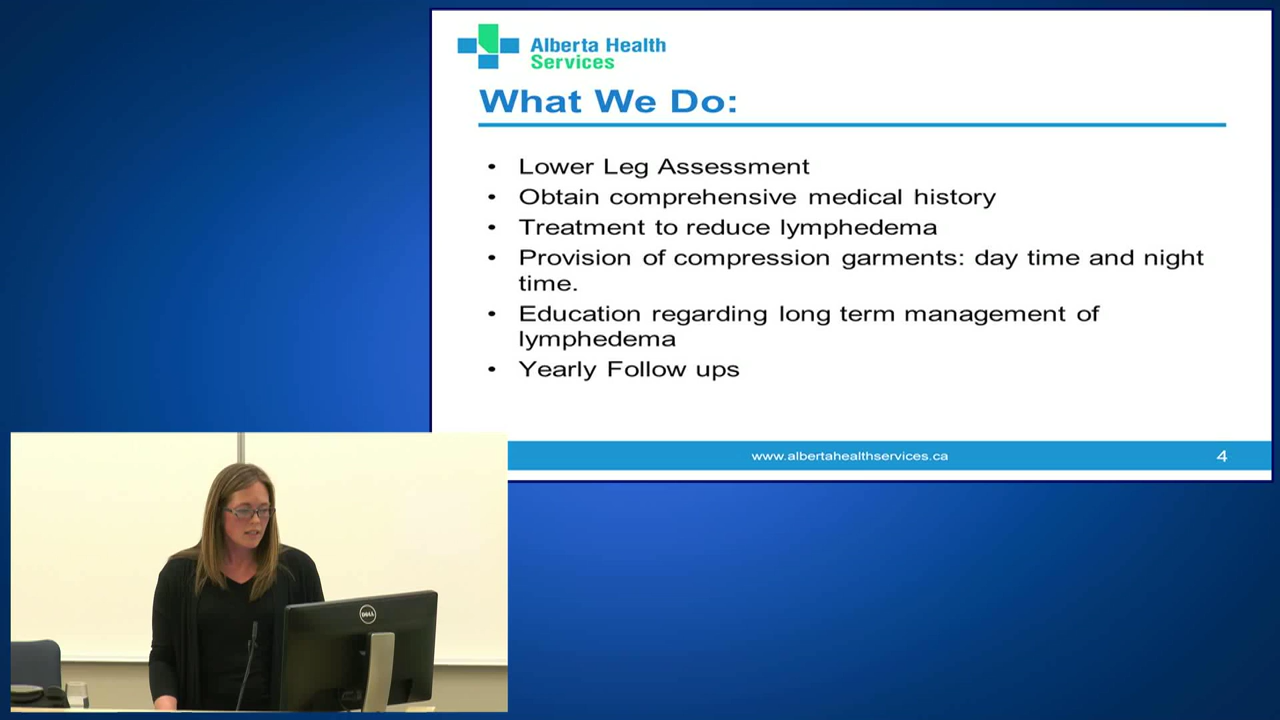 Alberta Health
Services
What We Do:
• Lower Leg Assessment
• Obtain comprehensive medical history
• Treatment to reduce lymphedema
• Provision of compression garments: day time and night
time.
• Education regarding long term management of
lymphedema
• Yearly Follow ups
www.albertahealthservices.ca
4
DELL